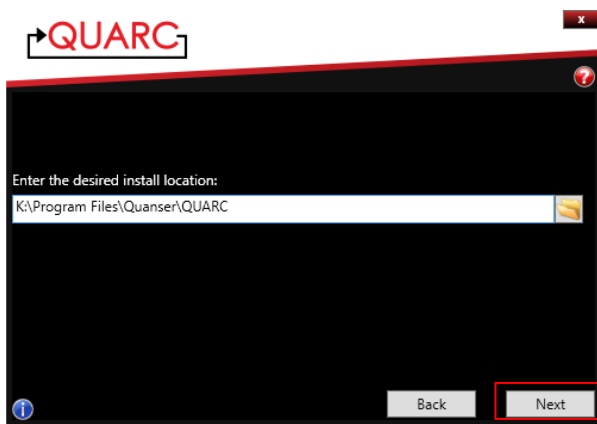 QUARC
x
?
Enter the desired install location:
K:\Program Files\Quanser\QUARC
i
Back
Next